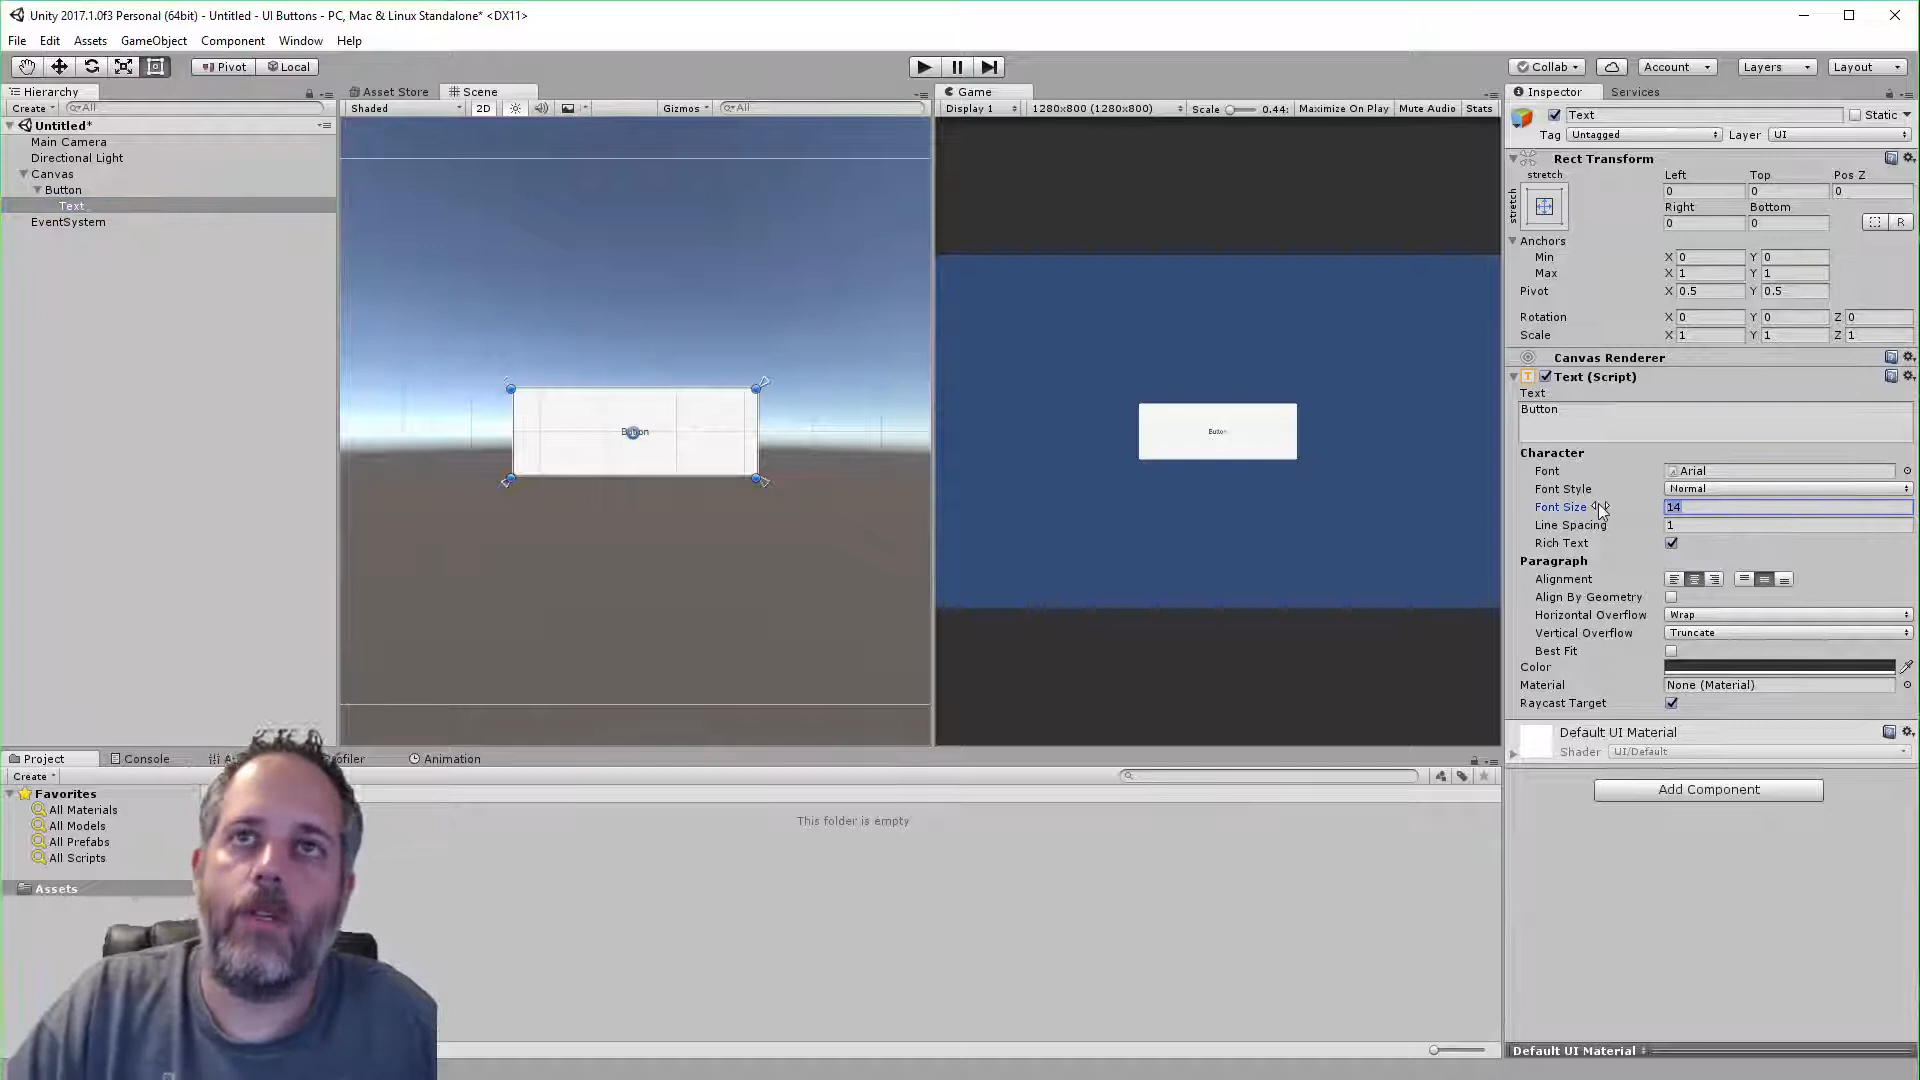 Unity 2017.1.0f3 Personal (64bit) - Untitled - UI Buttons - PC, Mac & Linux Standalone* <DX11>
File Edit Assets GameObject Component Window Help
Pivot Local Collab Account Layers Layout
Hierarchy Asset Store Scene Game Inspector Services
Create All Shaded 2D Gizmos All Display 1 1280x800 (1280x800) Scale 0.44: Maximize On Play Mute Audio Stats
Text Static
Tag Untagged Layer UI
Untitled*
Main Camera
Directional Light
Canvas
Button
Text
EventSystem
Button
Button
Rect Transform
stretch Left Top Pos Z
stretch 0 0 0
Right Bottom
0 0 R
Anchors
Min X 0 Y 0
Max X 1 Y 1
Pivot X 0.5 Y 0.5
Rotation X 0 Y 0 Z 0
Scale X 1 Y 1 Z 1
Canvas Renderer
Text (Script)
Text
Button
Character
Font Arial
Font Style Normal
Font Size 14
Line Spacing 1
Rich Text
Paragraph
Alignment
Align By Geometry
Horizontal Overflow Wrap
Vertical Overflow Truncate
Best Fit
Color
Material None (Material)
Raycast Target
Default UI Material
Shader UI/Default
Add Component
Default UI Material
Project Console Animation
Create
Favorites
All Materials
All Models
All Prefabs
All Scripts
Assets
This folder is empty